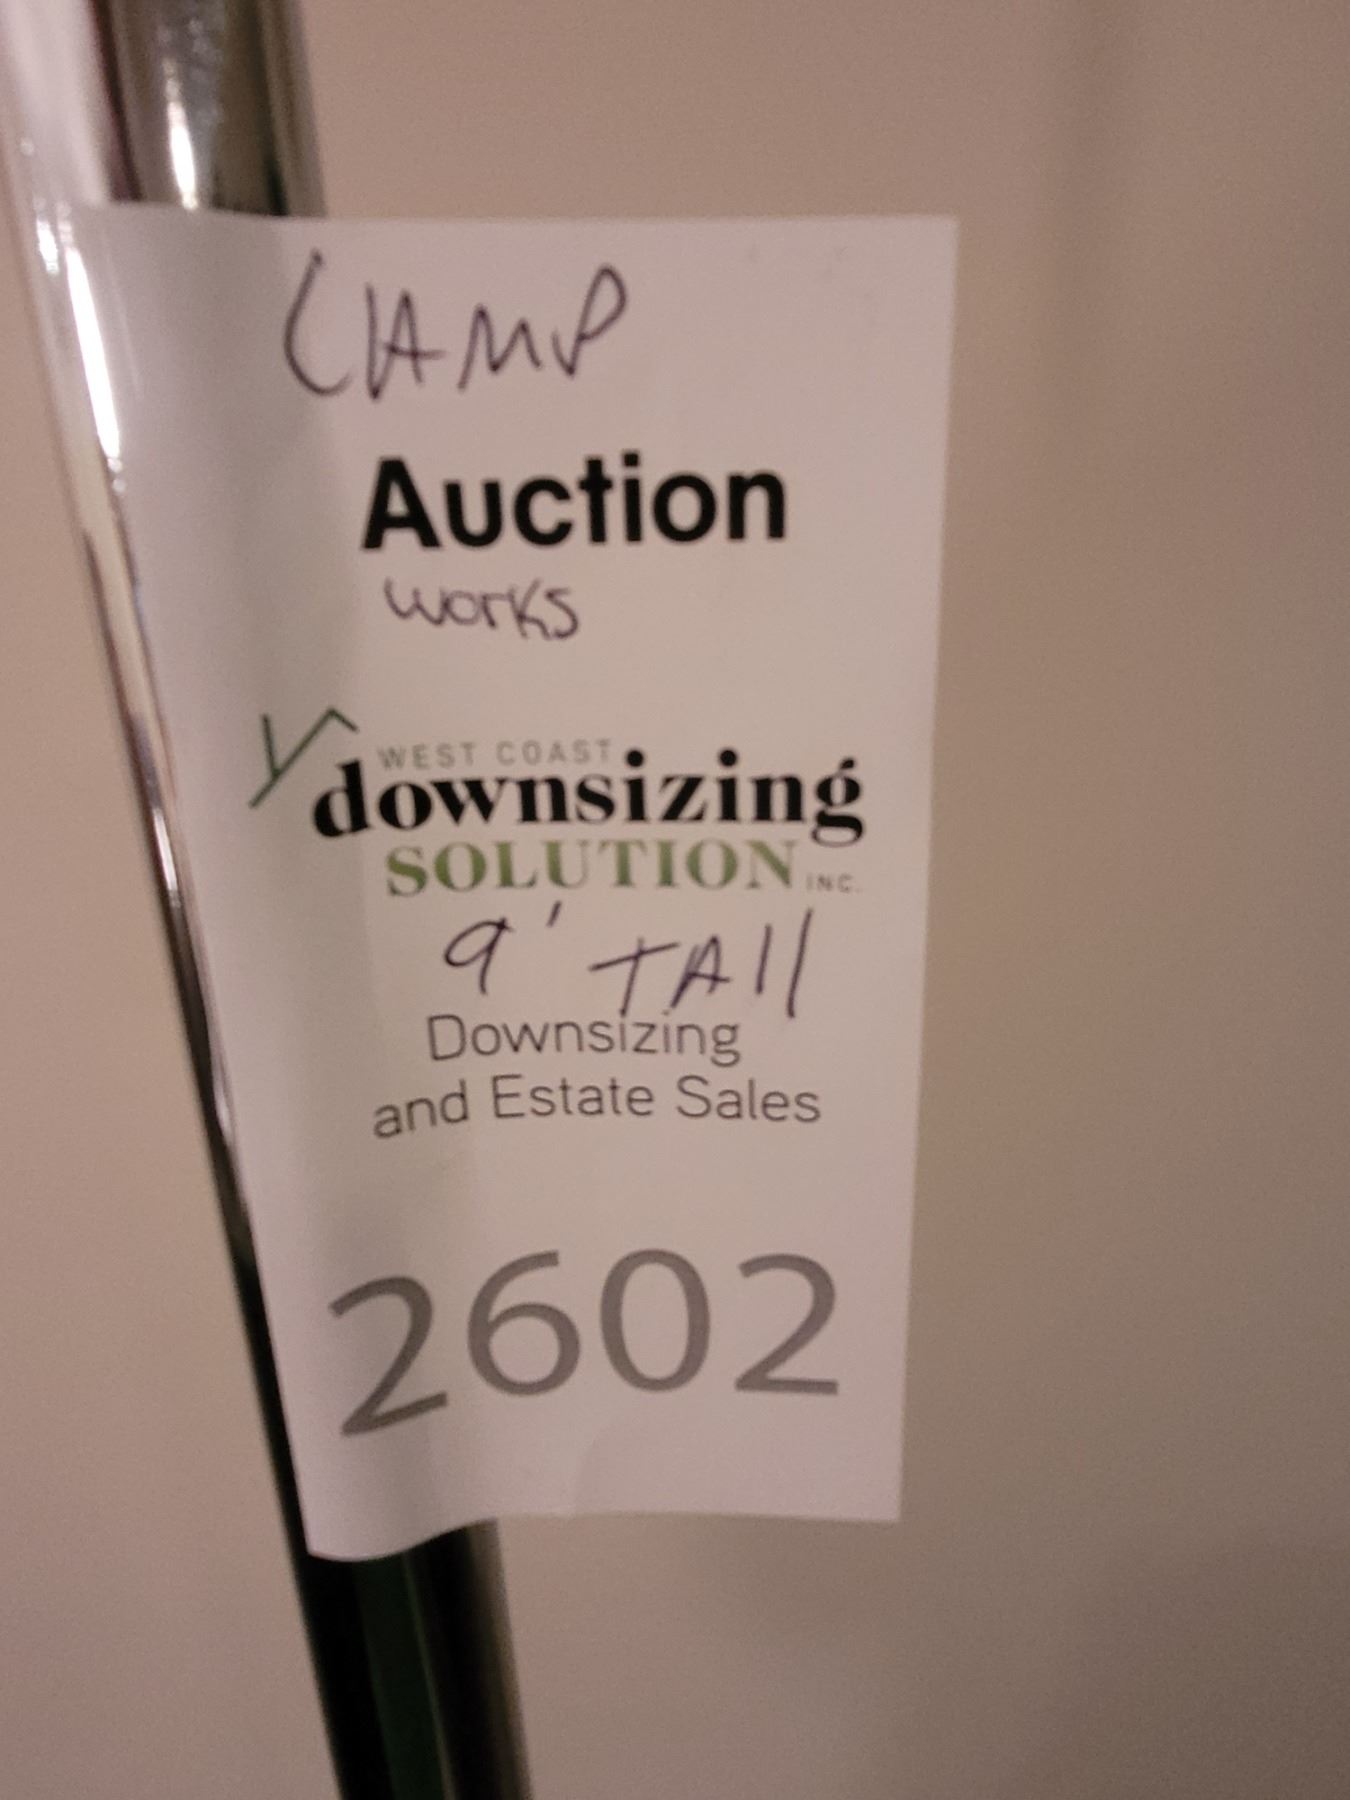 LAMP
Auction
works
WEST COAST
downsizing
SOLUTION INC.
9' TAll
Downsizing
and Estate Sales
2602